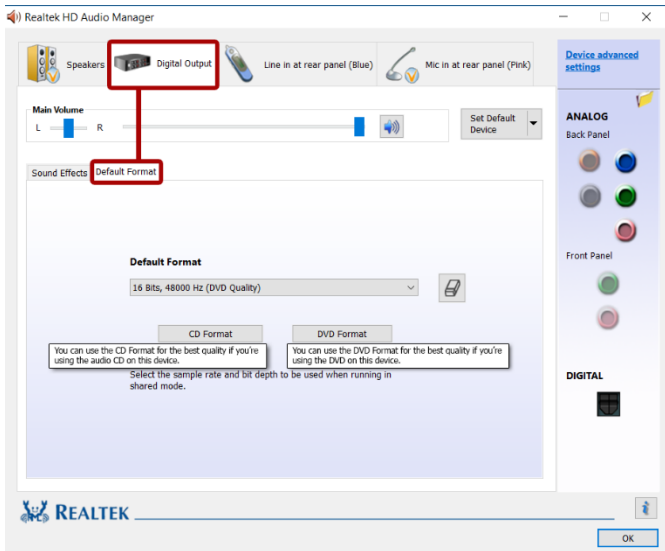 Realtek HD Audio Manager
Speakers
Digital Output
Line in at rear panel (Blue)
Mic in at rear panel (Pink)
Device advanced
settings
Main Volume
L
R
Set Default
Device
ANALOG
Back Panel
Sound Effects
Default Format
Front Panel
Default Format
16 Bits, 48000 Hz (DVD Quality)
CD Format
DVD Format
You can use the CD Format for the best quality if you're
using the audio CD on this device.
You can use the DVD Format for the best quality if you're
using the DVD on this device.
Select the sample rate and bit depth to be used when running in
shared mode.
DIGITAL
REALTEK
i
OK